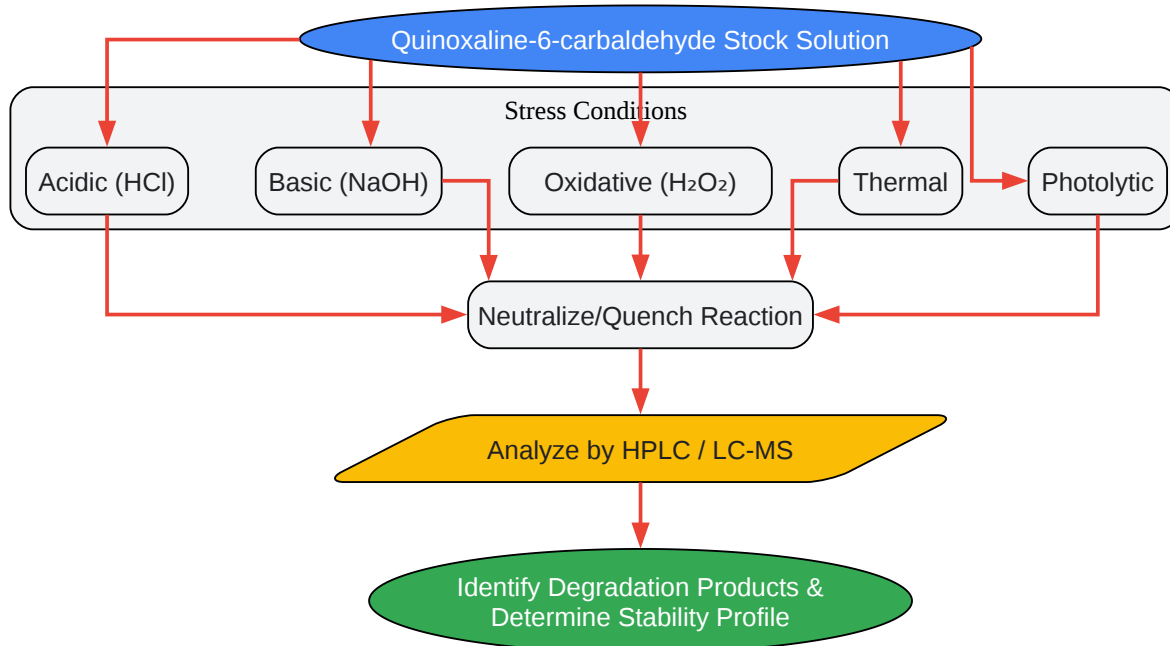 Quinoxaline-6-carbaldehyde Stock Solution
Stress Conditions
Acidic (HCl)
Basic (NaOH)
Oxidative (H₂O₂)
Thermal
Photolytic
Neutralize/Quench Reaction
Analyze by HPLC / LC-MS
Identify Degradation Products &
Determine Stability Profile